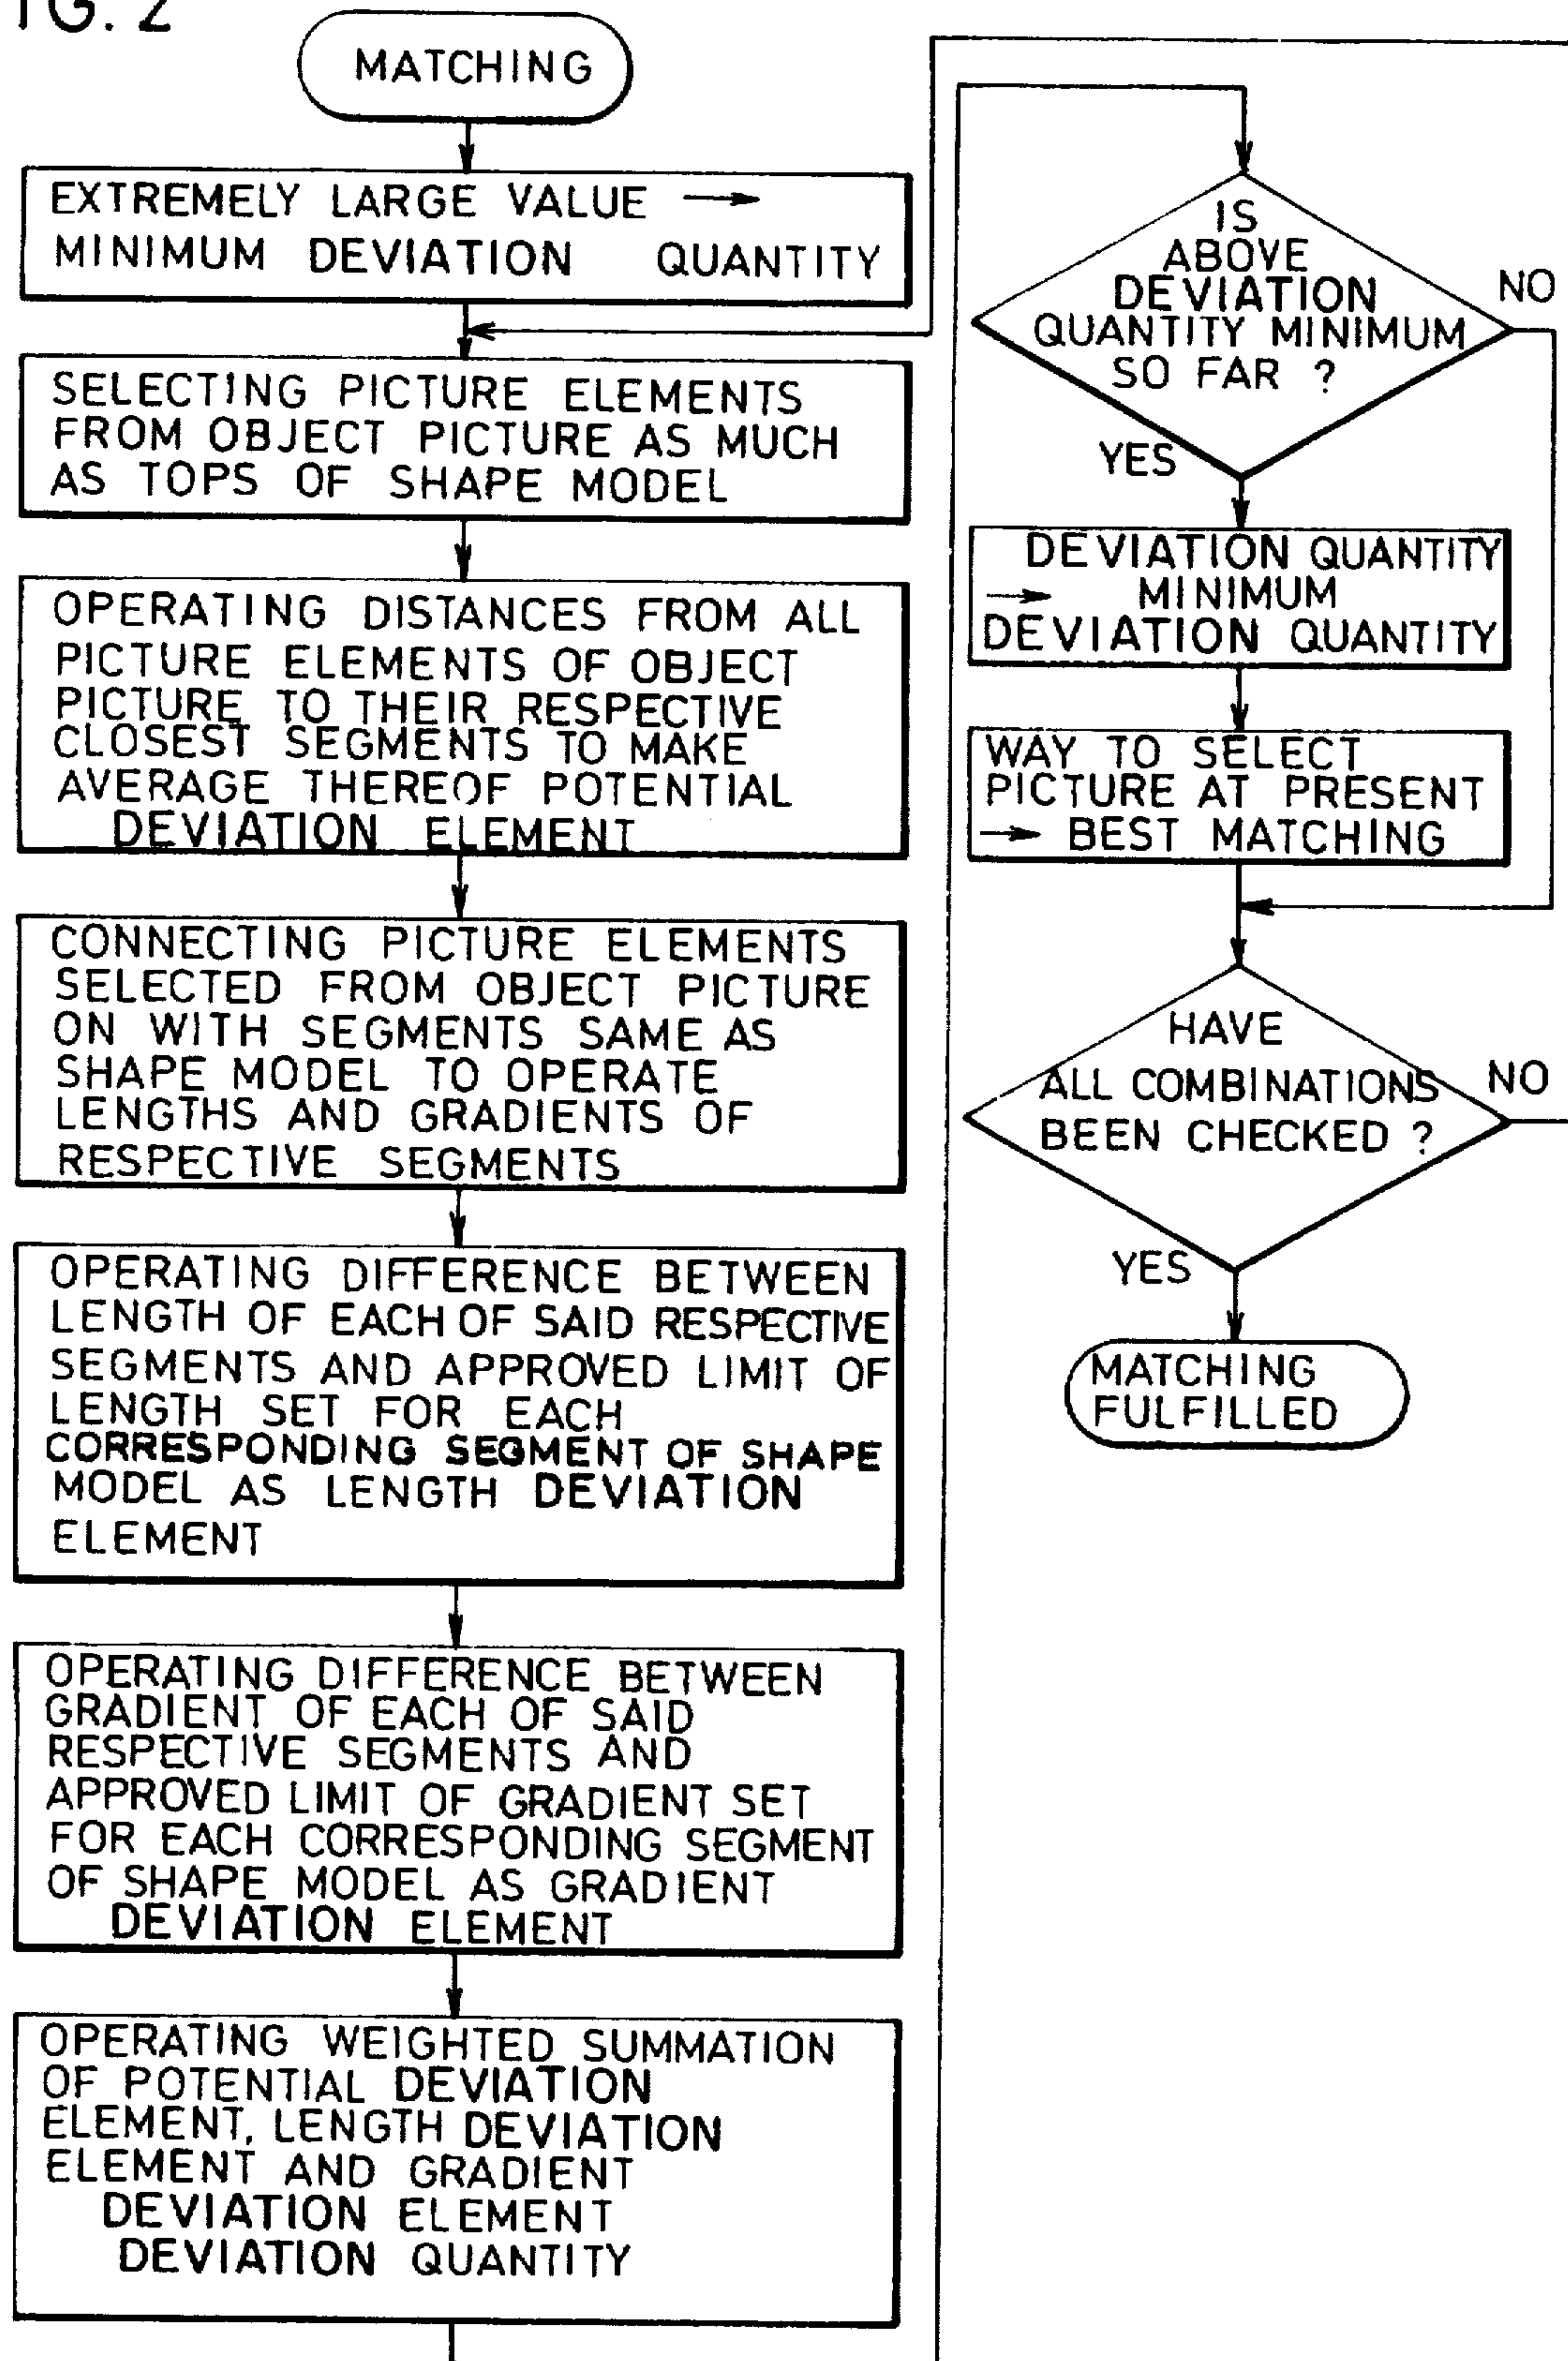 IG. 2
MATCHING
EXTREMELY LARGE VALUE →
MINIMUM DEVIATION QUANTITY
SELECTING PICTURE ELEMENTS
FROM OBJECT PICTURE AS MUCH
AS TOPS OF SHAPE MODEL
OPERATING DISTANCES FROM ALL
PICTURE ELEMENTS OF OBJECT
PICTURE TO THEIR RESPECTIVE
CLOSEST SEGMENTS TO MAKE
AVERAGE THEREOF POTENTIAL
DEVIATION ELEMENT
CONNECTING PICTURE ELEMENTS
SELECTED FROM OBJECT PICTURE
ON WITH SEGMENTS SAME AS
SHAPE MODEL TO OPERATE
LENGTHS AND GRADIENTS OF
RESPECTIVE SEGMENTS
OPERATING DIFFERENCE BETWEEN
LENGTH OF EACH OF SAID RESPECTIVE
SEGMENTS AND APPROVED LIMIT OF
LENGTH SET FOR EACH
CORRESPONDING SEGMENT OF SHAPE
MODEL AS LENGTH DEVIATION
ELEMENT
OPERATING DIFFERENCE BETWEEN
GRADIENT OF EACH OF SAID
RESPECTIVE SEGMENTS AND
APPROVED LIMIT OF GRADIENT SET
FOR EACH CORRESPONDING SEGMENT
OF SHAPE MODEL AS GRADIENT
DEVIATION ELEMENT
OPERATING WEIGHTED SUMMATION
OF POTENTIAL DEVIATION
ELEMENT, LENGTH DEVIATION
ELEMENT AND GRADIENT
DEVIATION ELEMENT
DEVIATION QUANTITY
IS
ABOVE
DEVIATION
QUANTITY MINIMUM
SO FAR ?
NO
YES
DEVIATION QUANTITY
→ MINIMUM
DEVIATION QUANTITY
WAY TO SELECT
PICTURE AT PRESENT
→ BEST MATCHING
HAVE
ALL COMBINATIONS
BEEN CHECKED ?
NO
YES
MATCHING
FULFILLED